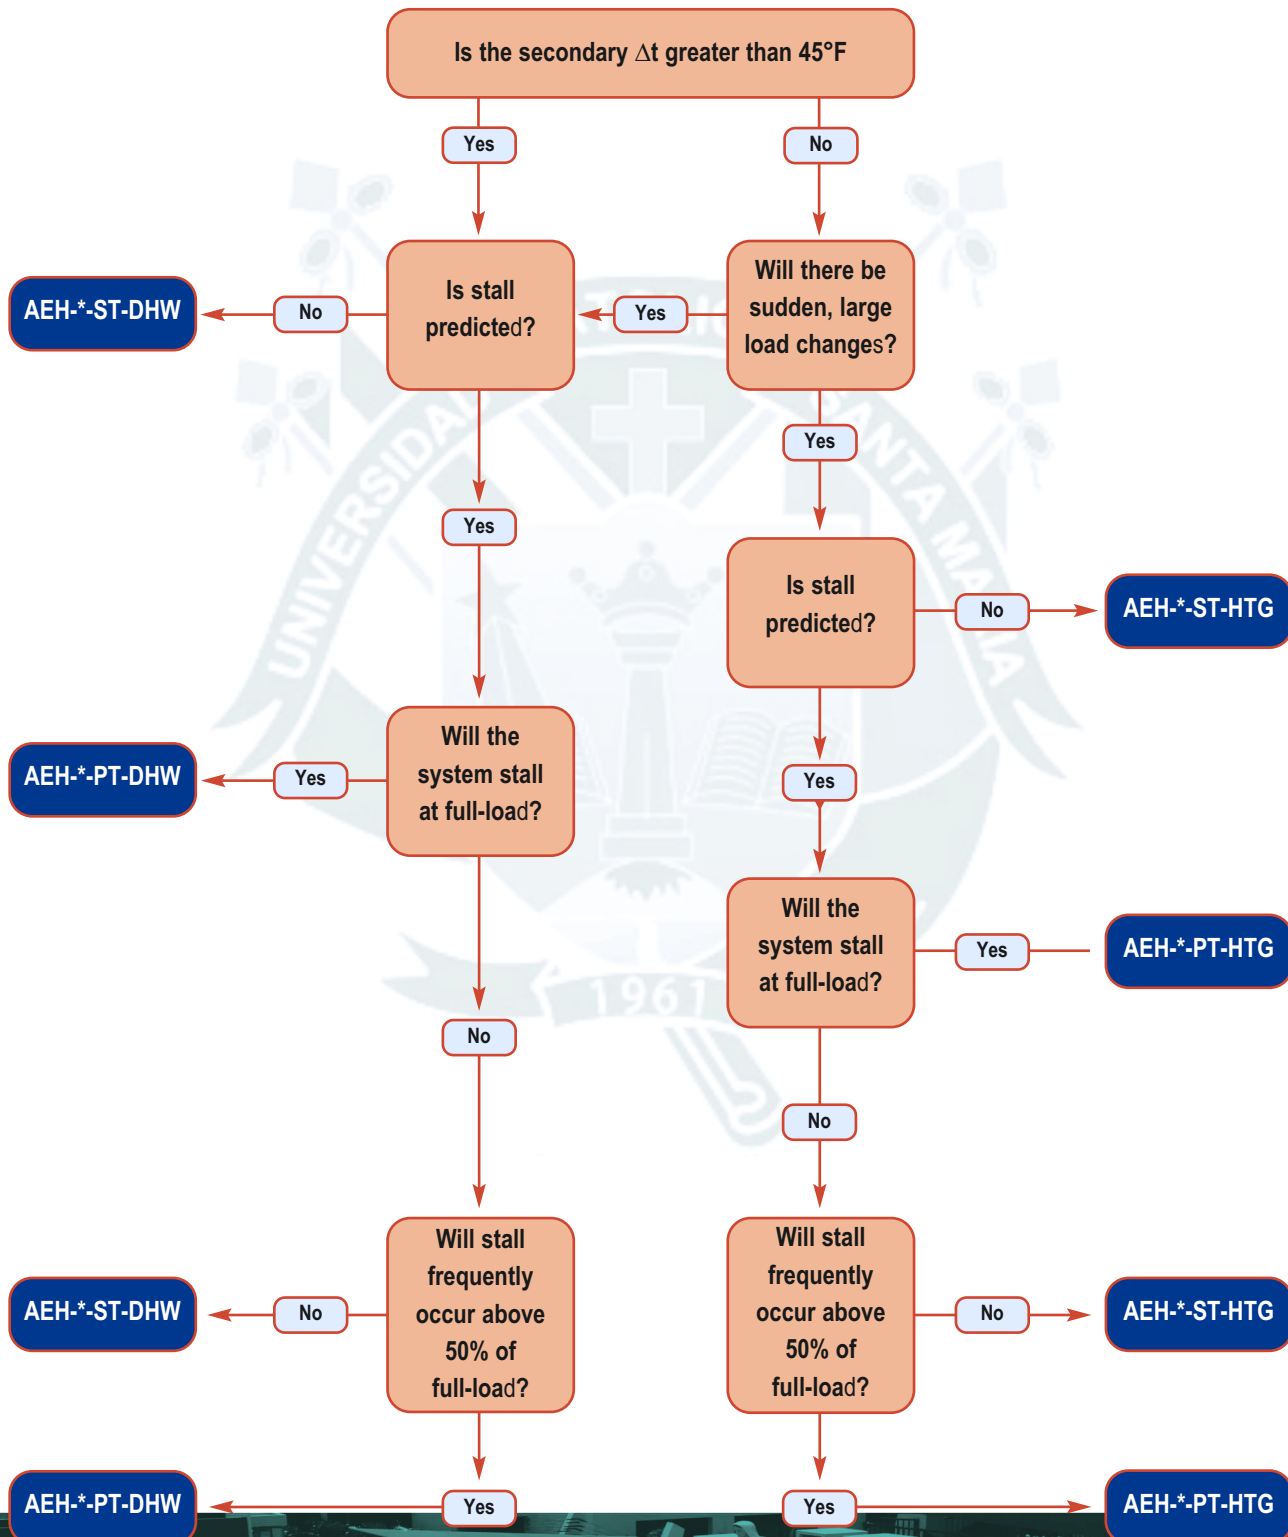 Is the secondary Δt greater than 45°F
Yes
No
Is stall
predicted?
Will there be
sudden, large
load changes?
AEH-*-ST-DHW
No
Yes
Yes
Yes
Is stall
predicted?
No
AEH-*-ST-HTG
Will the
system stall
at full-load?
Yes
AEH-*-PT-DHW
Yes
Will the
system stall
at full-load?
Yes
AEH-*-PT-HTG
No
No
Will stall
frequently
occur above
50% of
full-load?
Will stall
frequently
occur above
50% of
full-load?
AEH-*-ST-DHW
No
No
AEH-*-ST-HTG
AEH-*-PT-DHW
Yes
Yes
AEH-*-PT-HTG
UNIVERSIDAD
SANTA MARIA
1961